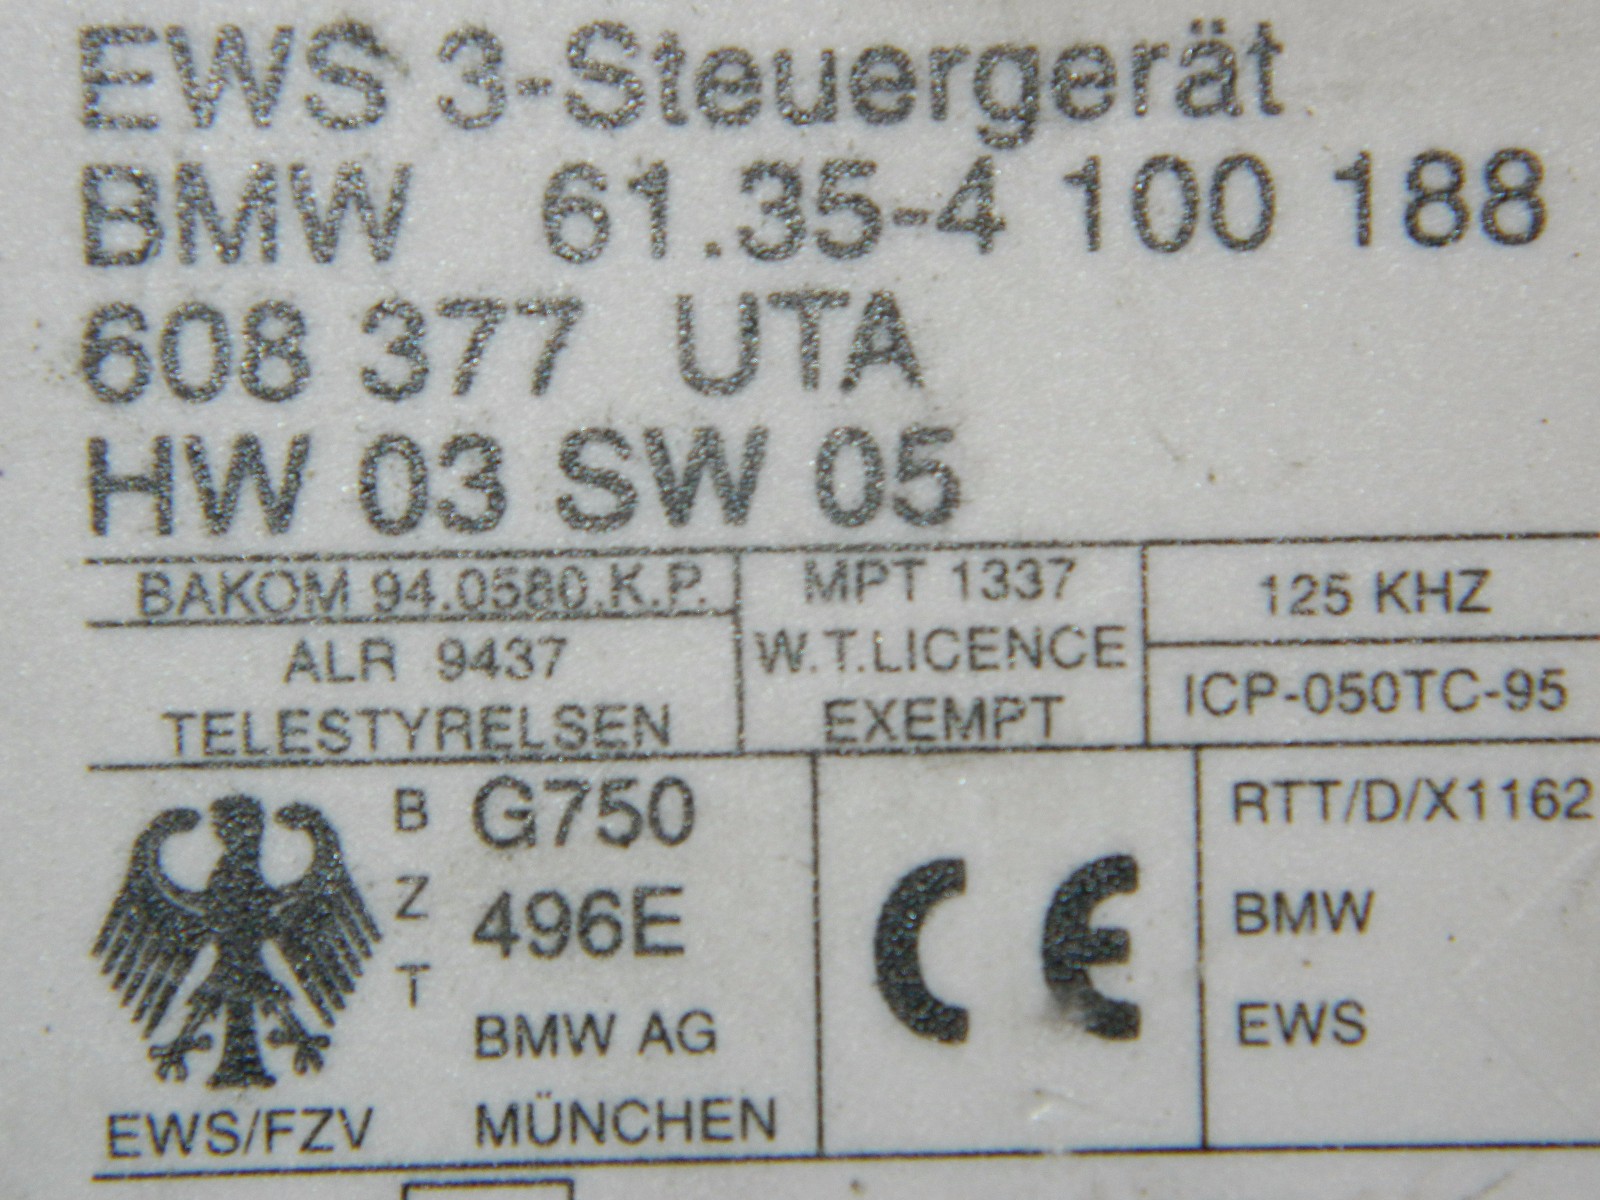 EWS 3-Steuergerät
BMW 61.35-4 100 188
608 377 UTA
HW 03 SW 05
BAKOM 94.0580.K.P.
ALR 9437
TELESTYRELSEN
MPT 1337
W.T.LICENCE
EXEMPT
125 KHZ
ICP-050TC-95
EWS/FZV
B
Z
T
G750
496E
BMW AG
MÜNCHEN
CE
RTT/D/X1162
BMW
EWS